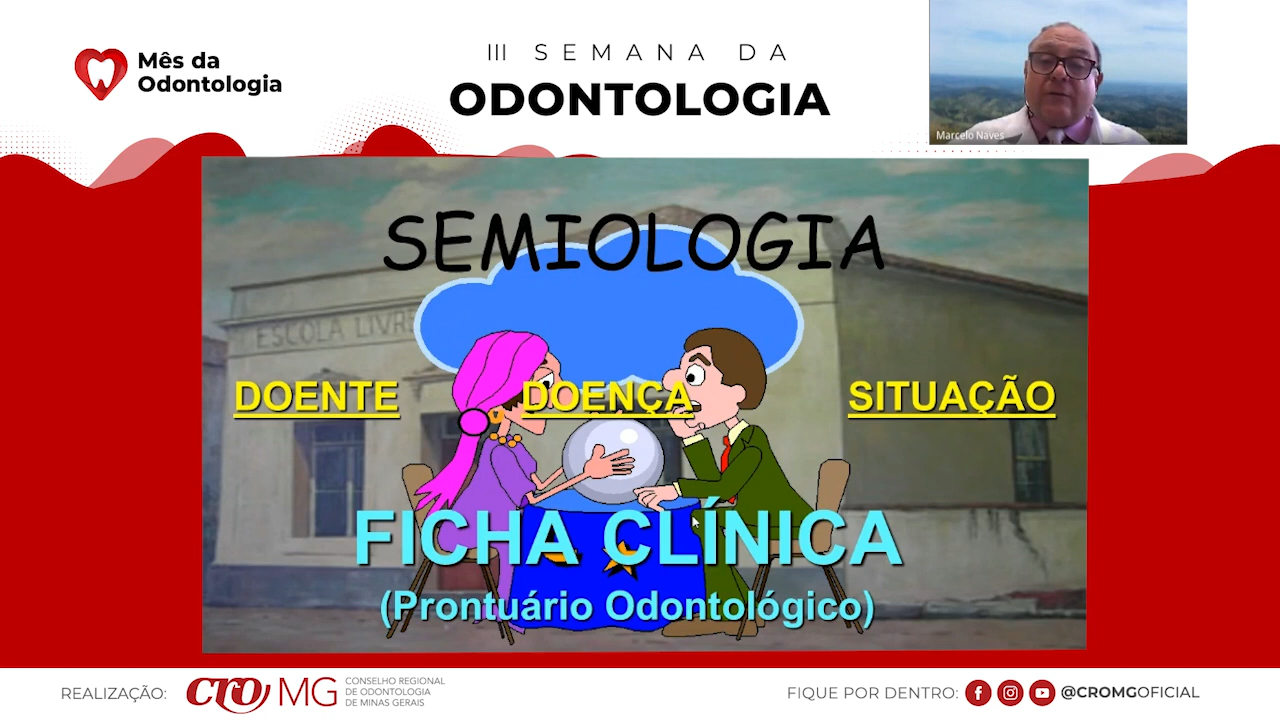 Mês da
Odontologia
III SEMANA DA
ODONTOLOGIA
Marcelo Naves
SEMIOLOGIA
ESCOLA LIVRE
DOENTE DOENÇA SITUAÇÃO
FICHA CLÍNICA
(Prontuário Odontológico)
REALIZAÇÃO:
CRO MG
CONSELHO REGIONAL
DE ODONTOLOGIA
DE MINAS GERAIS
FIQUE POR DENTRO: @CROMGOFICIAL